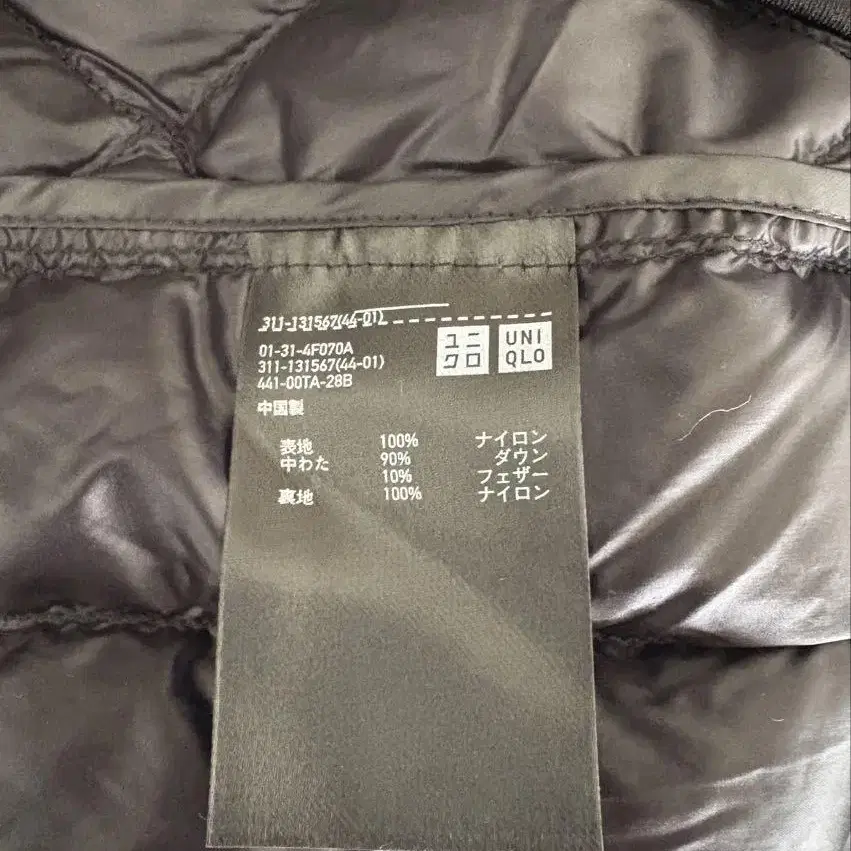 311-131567(44-01)
ユニ
クロ
UNI
QLO
01-31-4F070A
311-131567(44-01)
441-00TA-28B
中国製
表地 100% ナイロン
中わた 90% ダウン
10% フェザー
裏地 100% ナイロン